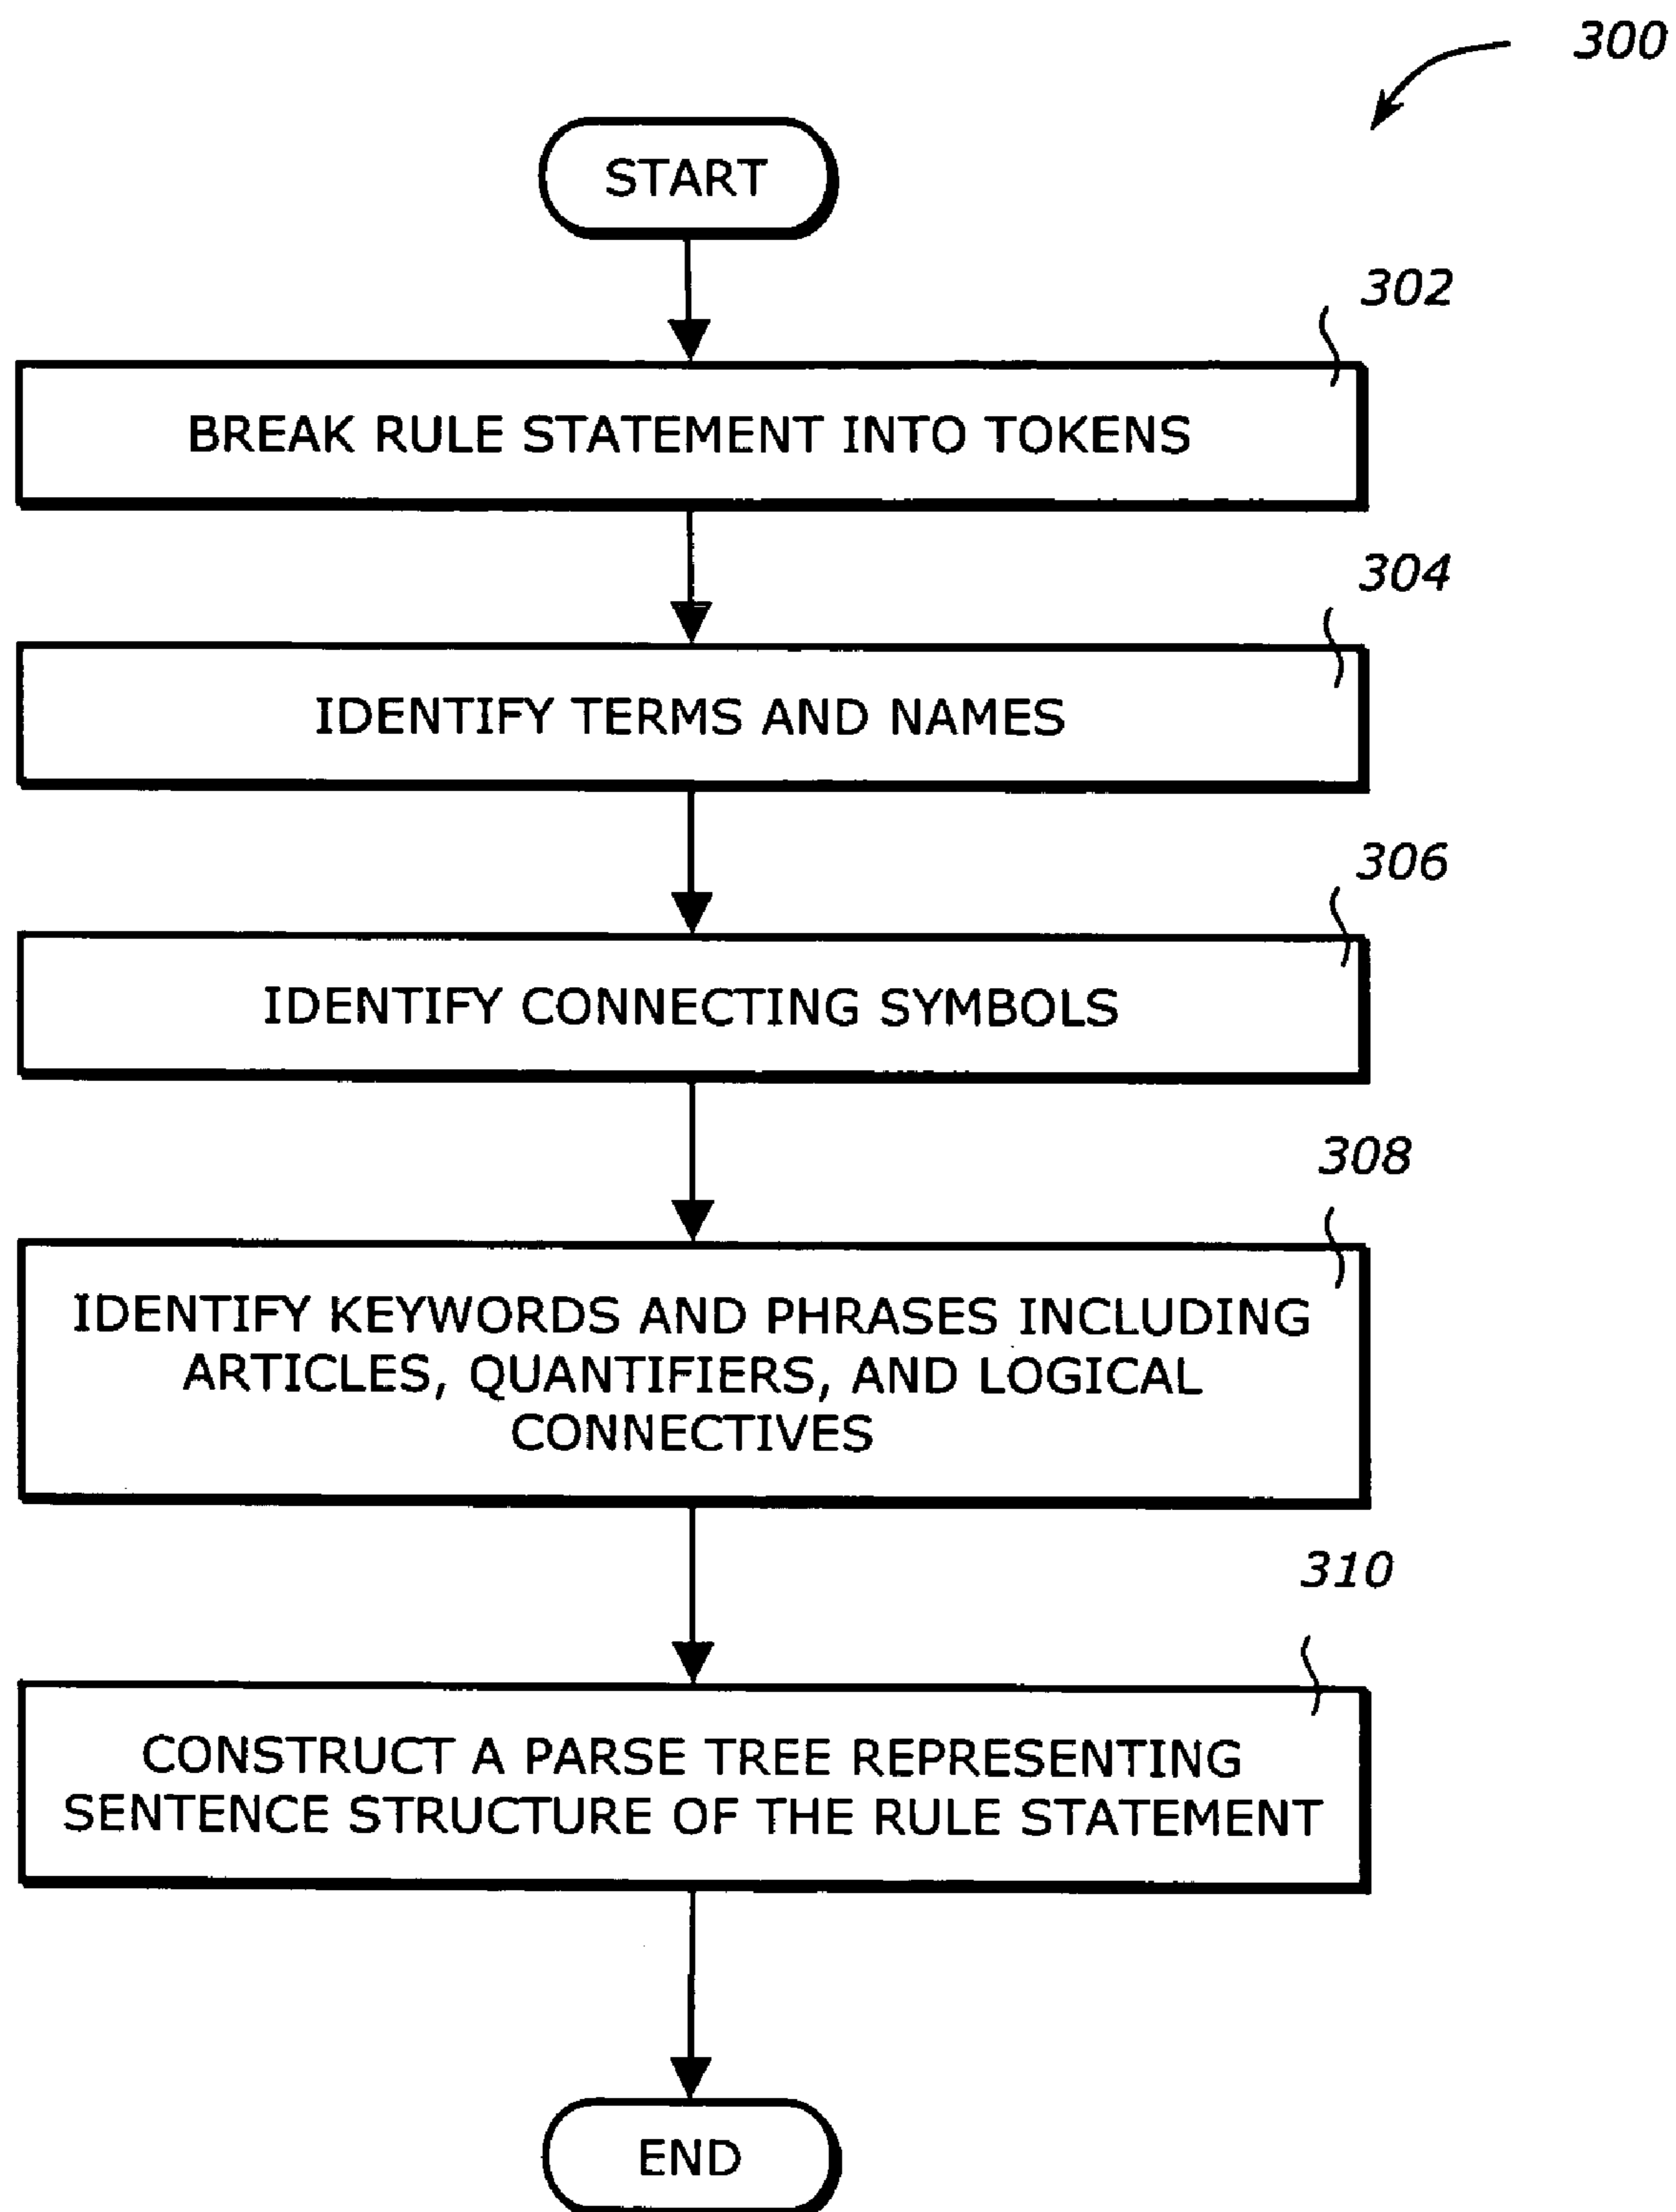 300
START
302
BREAK RULE STATEMENT INTO TOKENS
304
IDENTIFY TERMS AND NAMES
306
IDENTIFY CONNECTING SYMBOLS
308
IDENTIFY KEYWORDS AND PHRASES INCLUDING
ARTICLES, QUANTIFIERS, AND LOGICAL
CONNECTIVES
310
CONSTRUCT A PARSE TREE REPRESENTING
SENTENCE STRUCTURE OF THE RULE STATEMENT
END